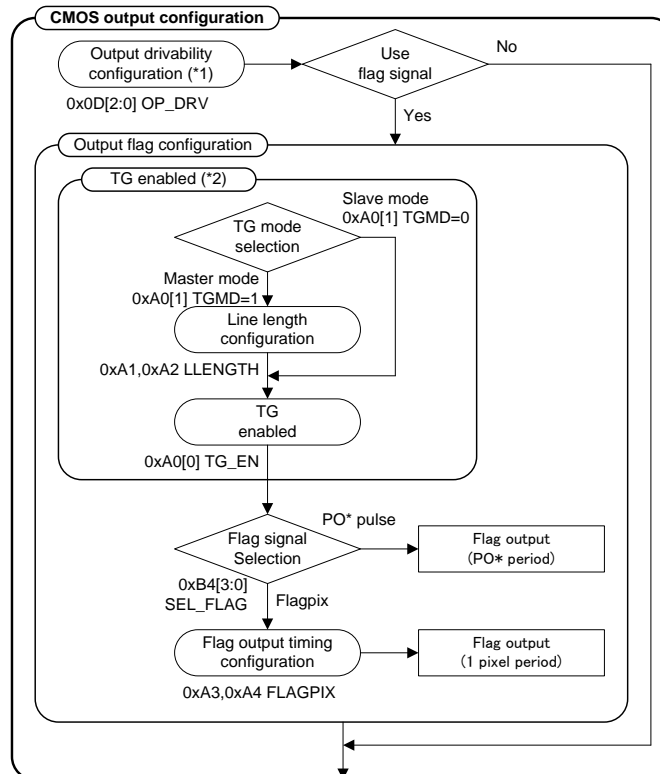 CMOS output configuration
Output drivability
configuration (*1)
0x0D[2:0] OP_DRV
Use
flag signal
No
Yes
Output flag configuration
TG enabled (*2)
Slave mode
0xA0[1] TGMD=0
TG mode
selection
Master mode
0xA0[1] TGMD=1
Line length
configuration
0xA1,0xA2 LLENGTH
TG
enabled
0xA0[0] TG_EN
PO* pulse
Flag signal
Selection
Flag output
(PO* period)
0xB4[3:0]
SEL_FLAG
Flagpix
Flag output timing
configuration
Flag output
(1 pixel period)
0xA3,0xA4 FLAGPIX